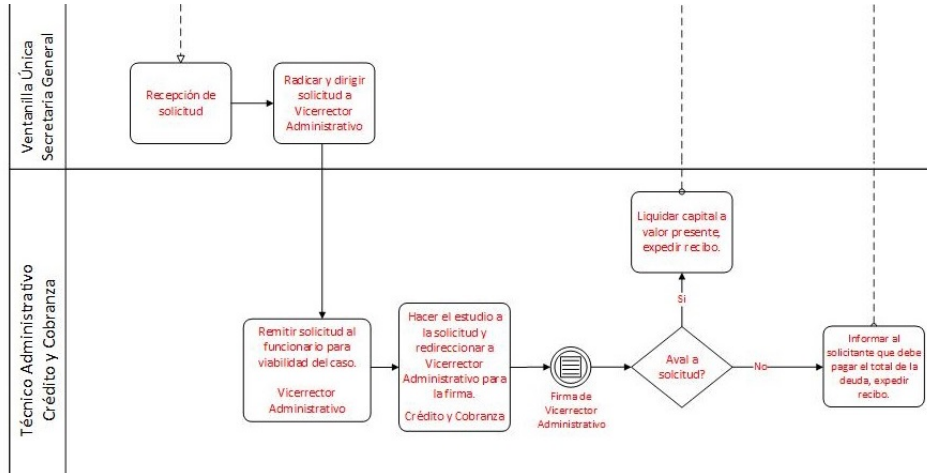 Ventanilla Única
Secretaria General
Recepción de
solicitud
Radicar y dirigir
solicitud a
Vicerrector
Administrativo
Técnico Administrativo
Crédito y Cobranza
Remitir solicitud al
funcionario para
viabilidad del caso.
Vicerrector
Administrativo
Hacer el estudio a
la solicitud y
redireccionar a
Vicerrector
Administrativo para
la firma.
Crédito y Cobranza
Firma de
Vicerrector
Administrativo
Aval a
solcitud?
Si
Liquidar capital a
valor presente,
expedir recibo.
No
Informar al
solicitante que debe
pagar el total de la
deuda, expedir
recibo.